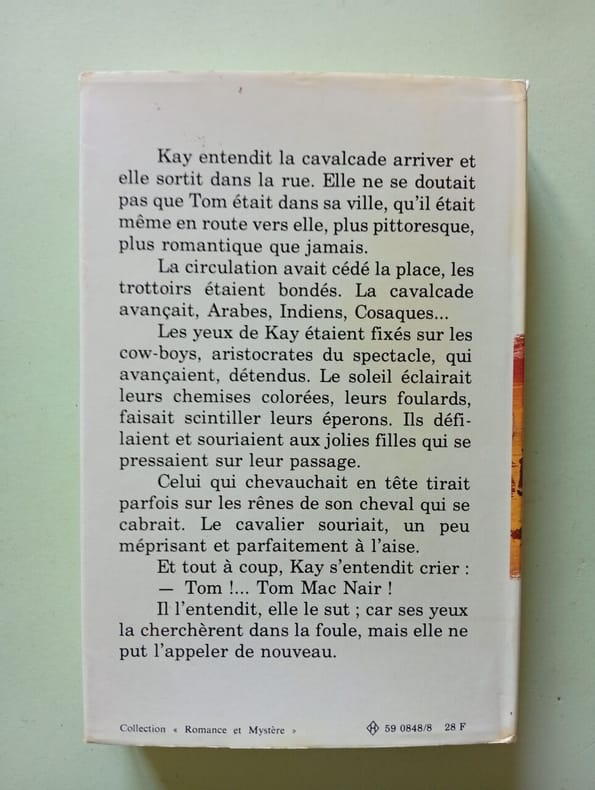 Kay entendit la cavalcade arriver et
elle sortit dans la rue. Elle ne se doutait
pas que Tom était dans sa ville, qu'il était
même en route vers elle, plus pittoresque,
plus romantique que jamais.
La circulation avait cédé la place, les
trottoirs étaient bondés. La cavalcade
avançait, Arabes, Indiens, Cosaques...
Les yeux de Kay étaient fixés sur les
cow-boys, aristocrates du spectacle, qui
avançaient, détendus. Le soleil éclairait
leurs chemises colorées, leurs foulards,
faisait scintiller leurs éperons. Ils défi-
laient et souriaient aux jolies filles qui se
pressaient sur leur passage.
Celui qui chevauchait en tête tirait
parfois sur les rênes de son cheval qui se
cabrait. Le cavalier souriait, un peu
méprisant et parfaitement à l'aise.
Et tout à coup, Kay s'entendit crier :
— Tom !... Tom Mac Nair !
Il l'entendit, elle le sut ; car ses yeux
la cherchèrent dans la foule, mais elle ne
put l'appeler de nouveau.
Collection « Romance et Mystère »
H 59 0848/8 28 F